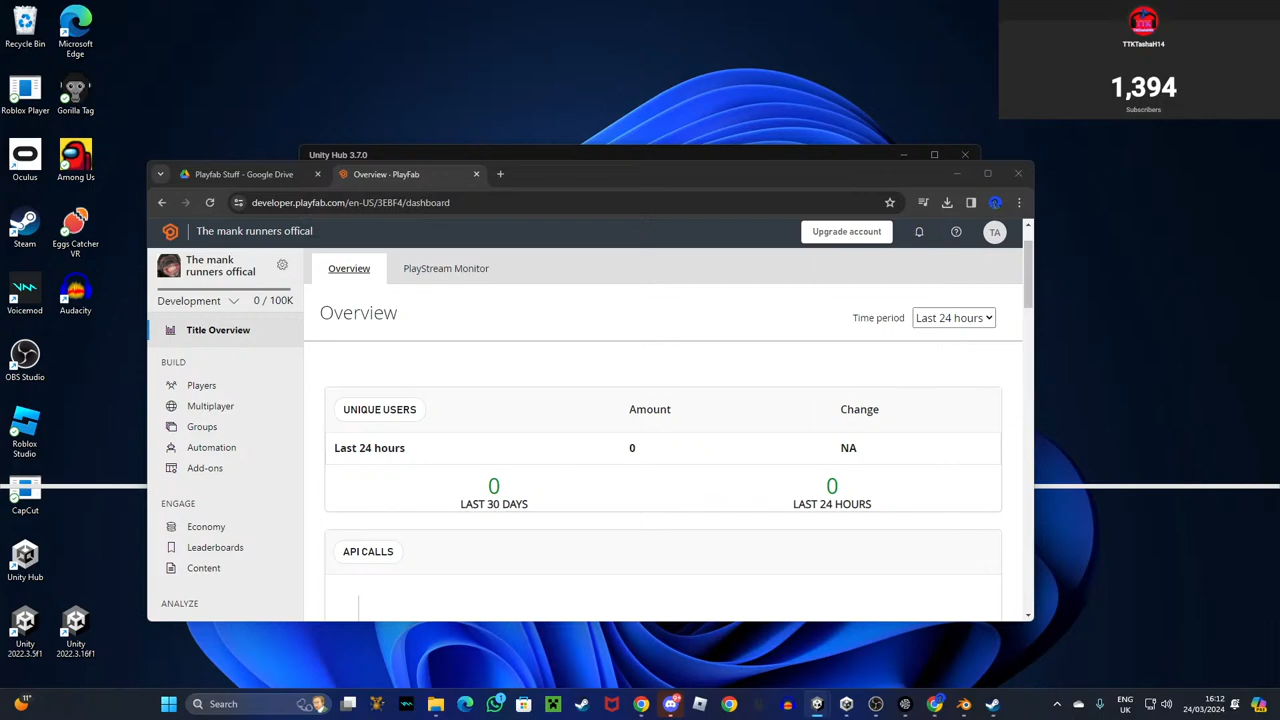 Recycle Bin
Microsoft Edge
TTKTashaH14
1,394
Subscribers
Roblox Player
Gorilla Tag
Oculus
Among Us
Steam
Eggs Catcher VR
Voicemod
Audacity
OBS Studio
Roblox Studio
CapCut
Unity Hub
Unity 2022.3.5f1
Unity 2022.3.16f1
Unity Hub 3.7.0
Playfab Stuff - Google Drive
Overview - PlayFab
developer.playfab.com/en-US/3EBF4/dashboard
The mank runners offical
Upgrade account
TA
The mank runners offical
Development
0 / 100K
Title Overview
BUILD
Players
Multiplayer
Groups
Automation
Add-ons
ENGAGE
Economy
Leaderboards
Content
ANALYZE
Overview
PlayStream Monitor
Overview
Time period
Last 24 hours
UNIQUE USERS
Amount
Change
Last 24 hours
0
NA
0
LAST 30 DAYS
0
LAST 24 HOURS
API CALLS
11°
Search
ENG
UK
16:12
24/03/2024